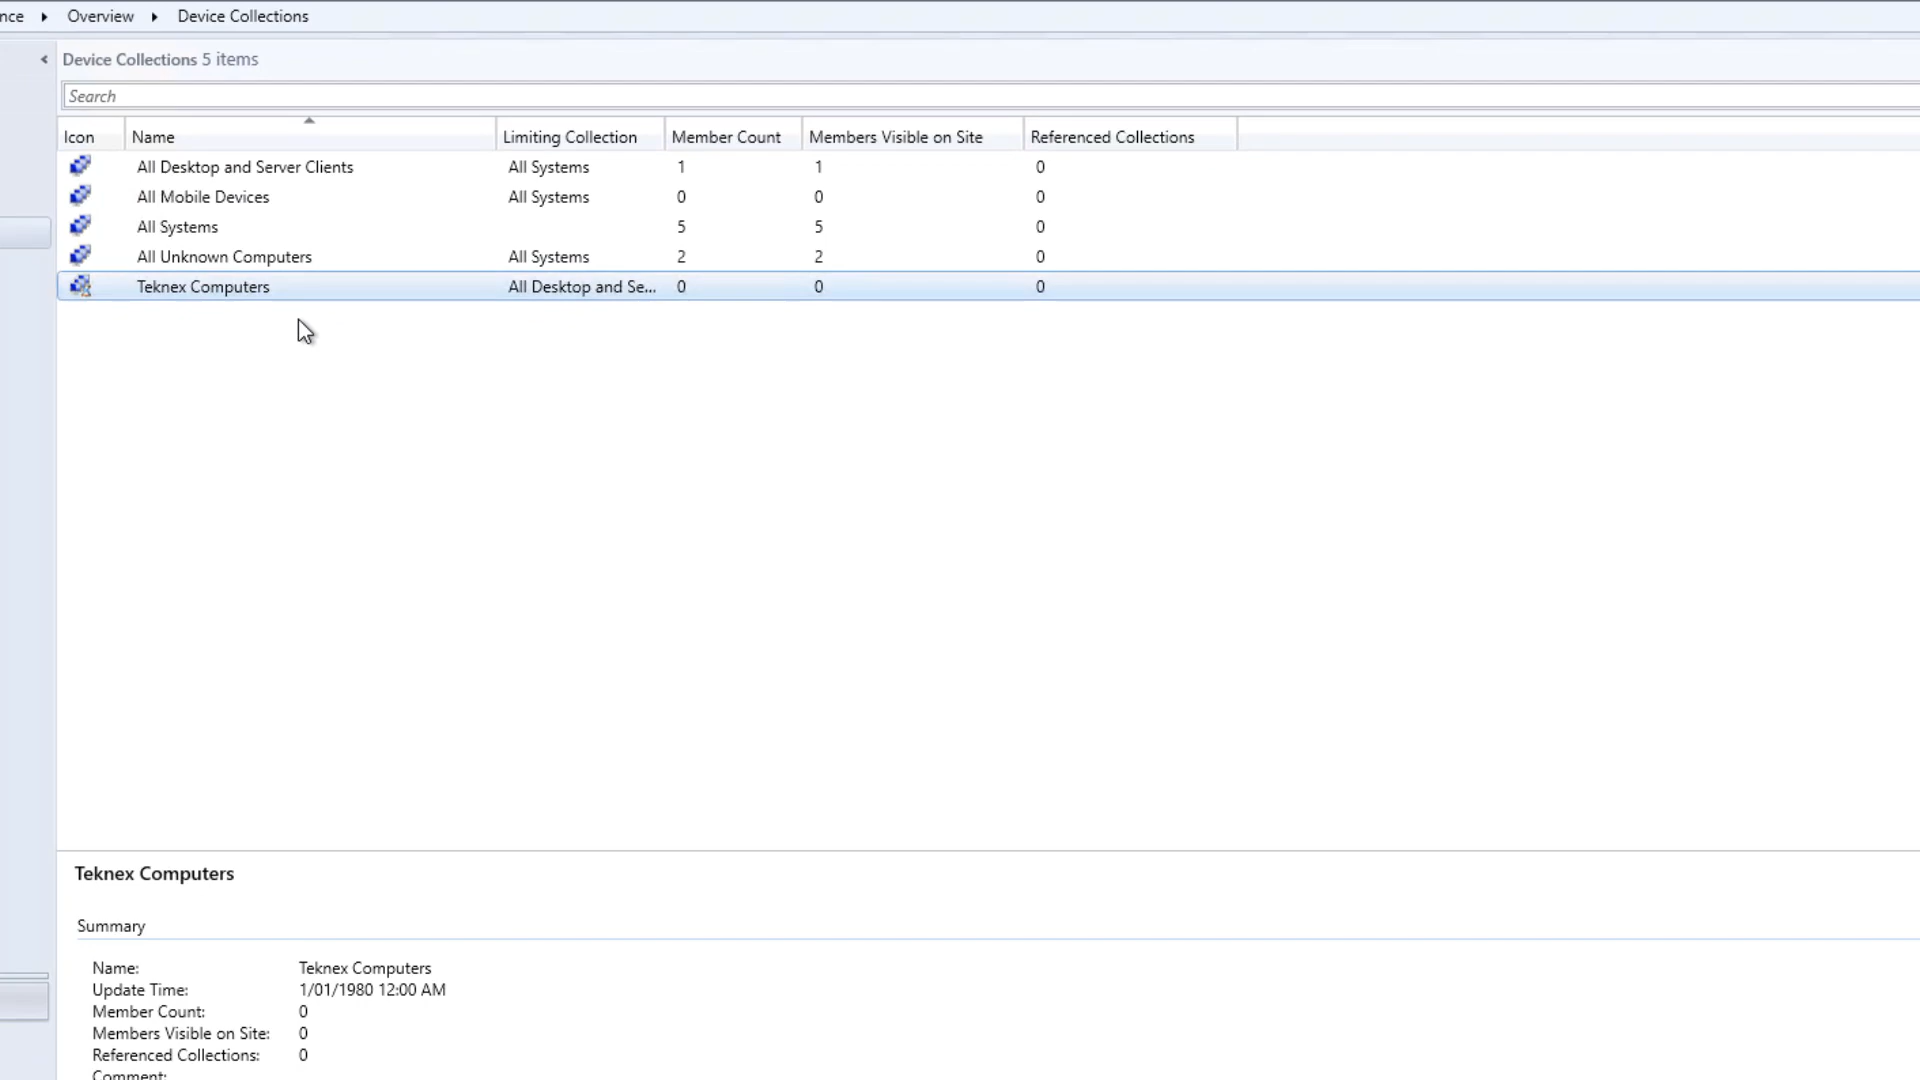 nce ▸ Overview ▸ Device Collections
Device Collections 5 items
Search
Icon Name Limiting Collection Member Count Members Visible on Site Referenced Collections
All Desktop and Server Clients All Systems 1 1 0
All Mobile Devices All Systems 0 0 0
All Systems 5 5 0
All Unknown Computers All Systems 2 2 0
Teknex Computers All Desktop and Se... 0 0 0
Teknex Computers
Summary
Name: Teknex Computers
Update Time: 1/01/1980 12:00 AM
Member Count: 0
Members Visible on Site: 0
Referenced Collections: 0
Comment: